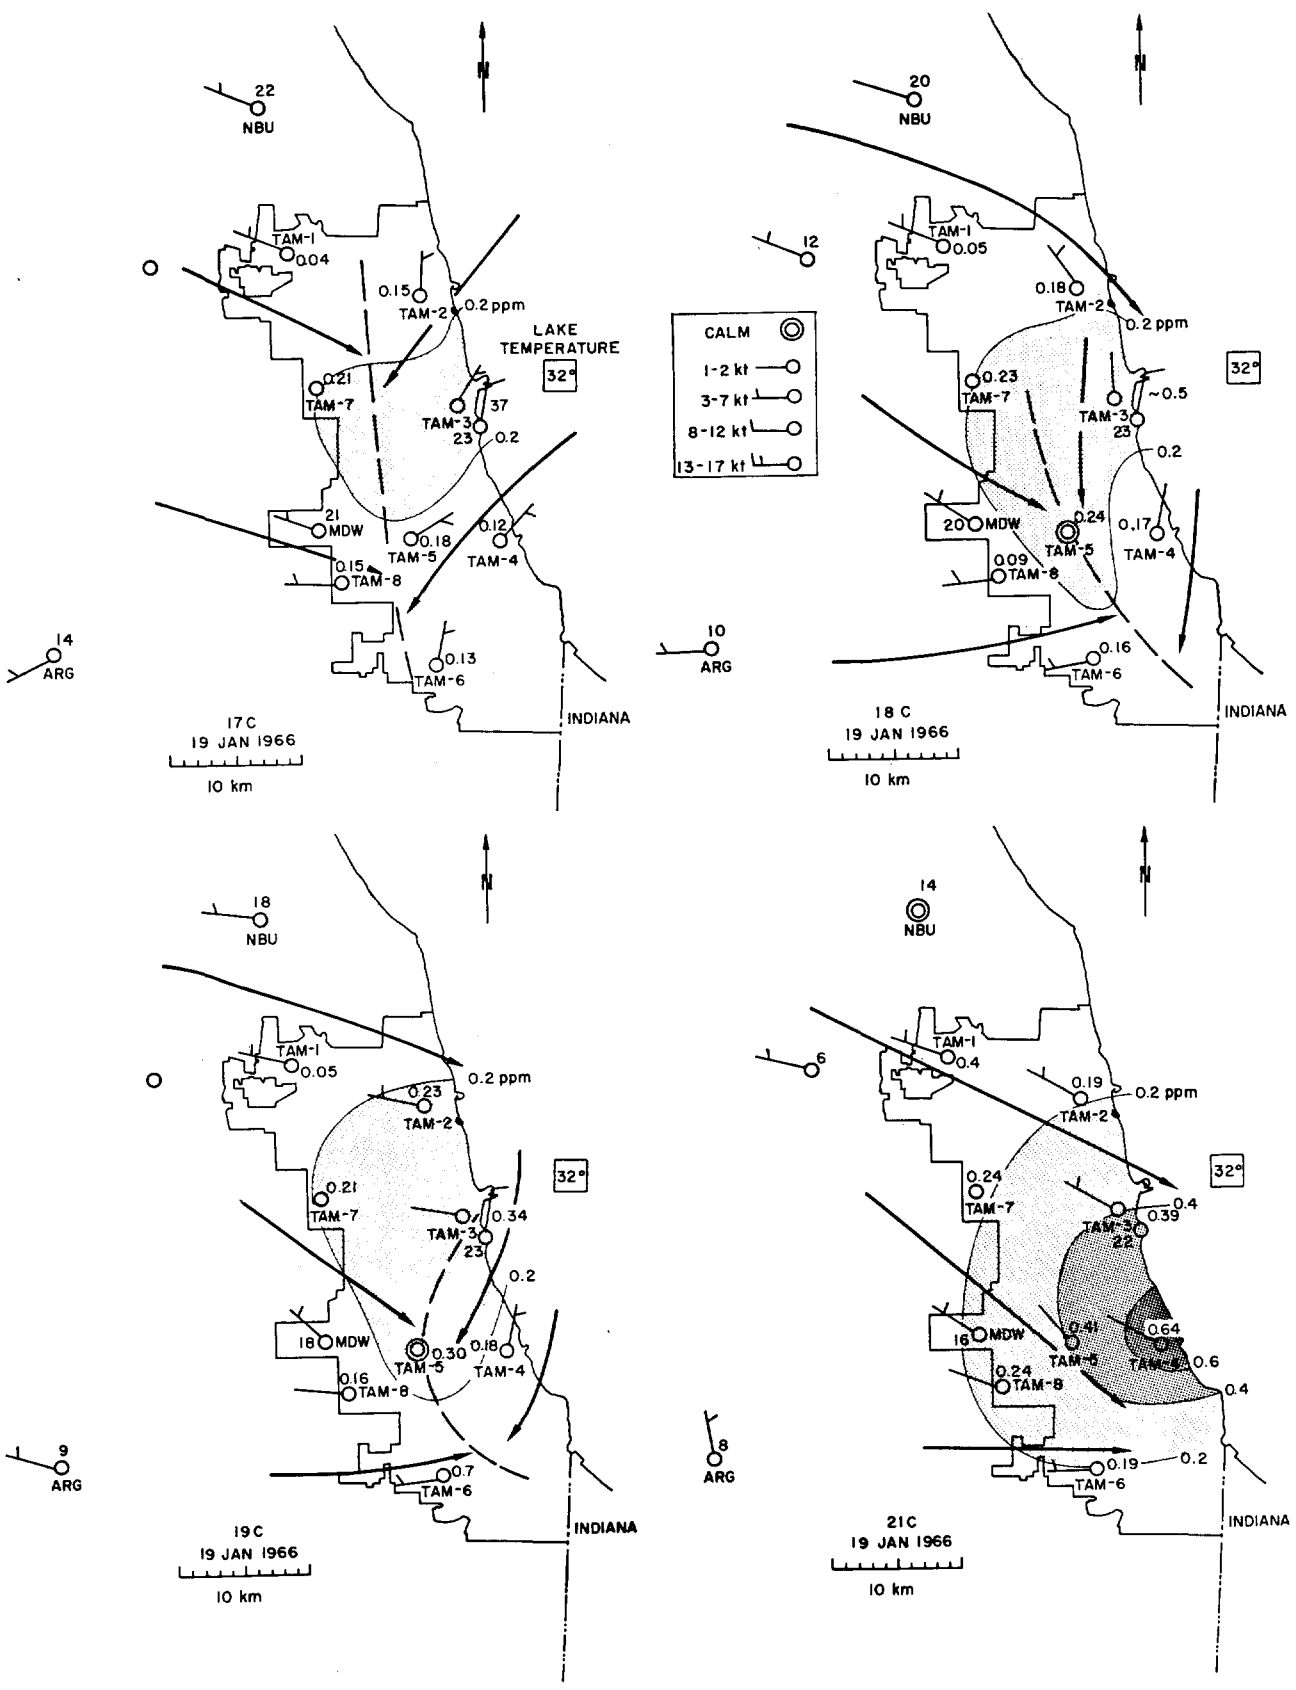 N
22
NBU
TAM-1
0.04
0.15
TAM-2
0.2 ppm
LAKE
TEMPERATURE
32°
0.21
TAM-7
37
TAM-3
23
0.2
21
MDW
0.12
0.18
TAM-5
TAM-4
0.15
TAM-8
14
ARG
0.13
TAM-6
INDIANA
17C
19 JAN 1966
10 km
N
20
NBU
12
TAM-1
0.05
0.18
TAM-2
0.2 ppm
CALM
1-2 kt
3-7 kt
8-12 kt
13-17 kt
32°
0.23
TAM-7
~0.5
TAM-3
23
0.2
20
MDW
0.24
TAM-5
0.17
TAM-4
0.09
TAM-8
10
ARG
0.16
TAM-6
INDIANA
18C
19 JAN 1966
10 km
N
18
NBU
TAM-1
0.05
0.2 ppm
0.23
TAM-2
32°
0.21
TAM-7
0.34
TAM-3
23
0.2
18
MDW
0.30
0.18
TAM-5
TAM-4
0.16
TAM-8
9
ARG
0.7
TAM-6
INDIANA
19C
19 JAN 1966
10 km
N
14
NBU
6
TAM-1
0.4
0.19
0.2 ppm
TAM-2
32°
0.24
TAM-7
0.4
0.39
TAM-3
22
16
MDW
0.41
TAM-5
0.64
TAM-4
0.6
0.24
TAM-8
0.4
8
ARG
0.2
0.19
TAM-6
INDIANA
21C
19 JAN 1966
10 km